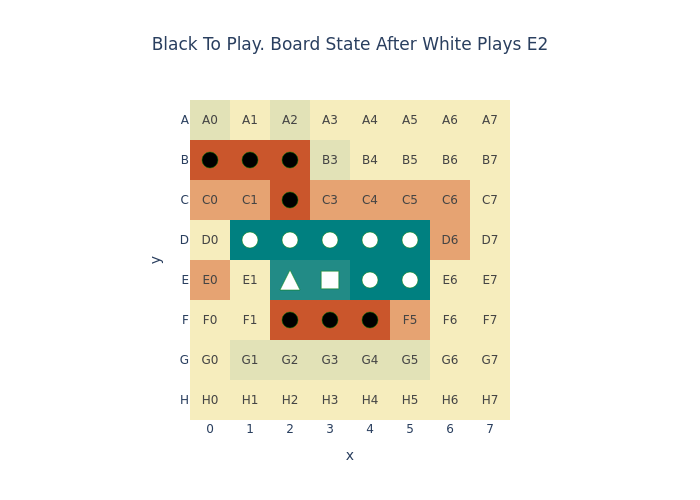 Black To Play. Board State After White Plays E2
A A0 A1 A2 A3 A4 A5 A6 A7
B B3 B4 B5 B6 B7
C C0 C1 C3 C4 C5 C6 C7
D D0 D6 D7
E E0 E1 E6 E7
F F0 F1 F5 F6 F7
G G0 G1 G2 G3 G4 G5 G6 G7
H H0 H1 H2 H3 H4 H5 H6 H7
0 1 2 3 4 5 6 7
x
y